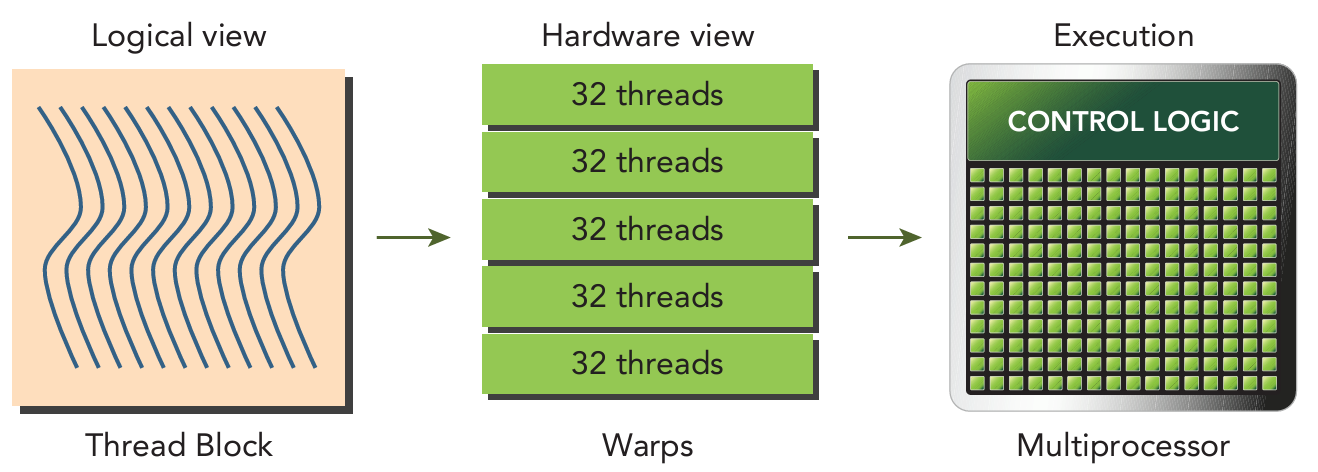 Logical view
Hardware view
Execution
32 threads
32 threads
32 threads
32 threads
32 threads
CONTROL LOGIC
Thread Block
Warps
Multiprocessor